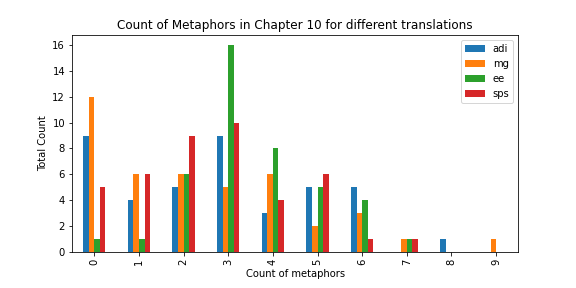 Count of Metaphors in Chapter 10 for different translations
adi
mg
ee
sps
Total Count
16
14
12
10
8
6
4
2
0
0 1 2 3 4 5 6 7 8 9
Count of metaphors